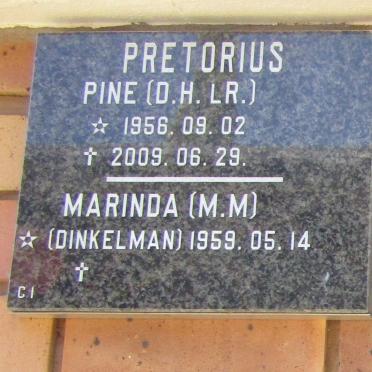 PRETORIUS
PINE (D.H. LR.)
☆ 1956. 09. 02
✝ 2009. 06. 29.
MARINDA (M.M)
☆ (DINKELMAN) 1959. 05. 14
✝
C1